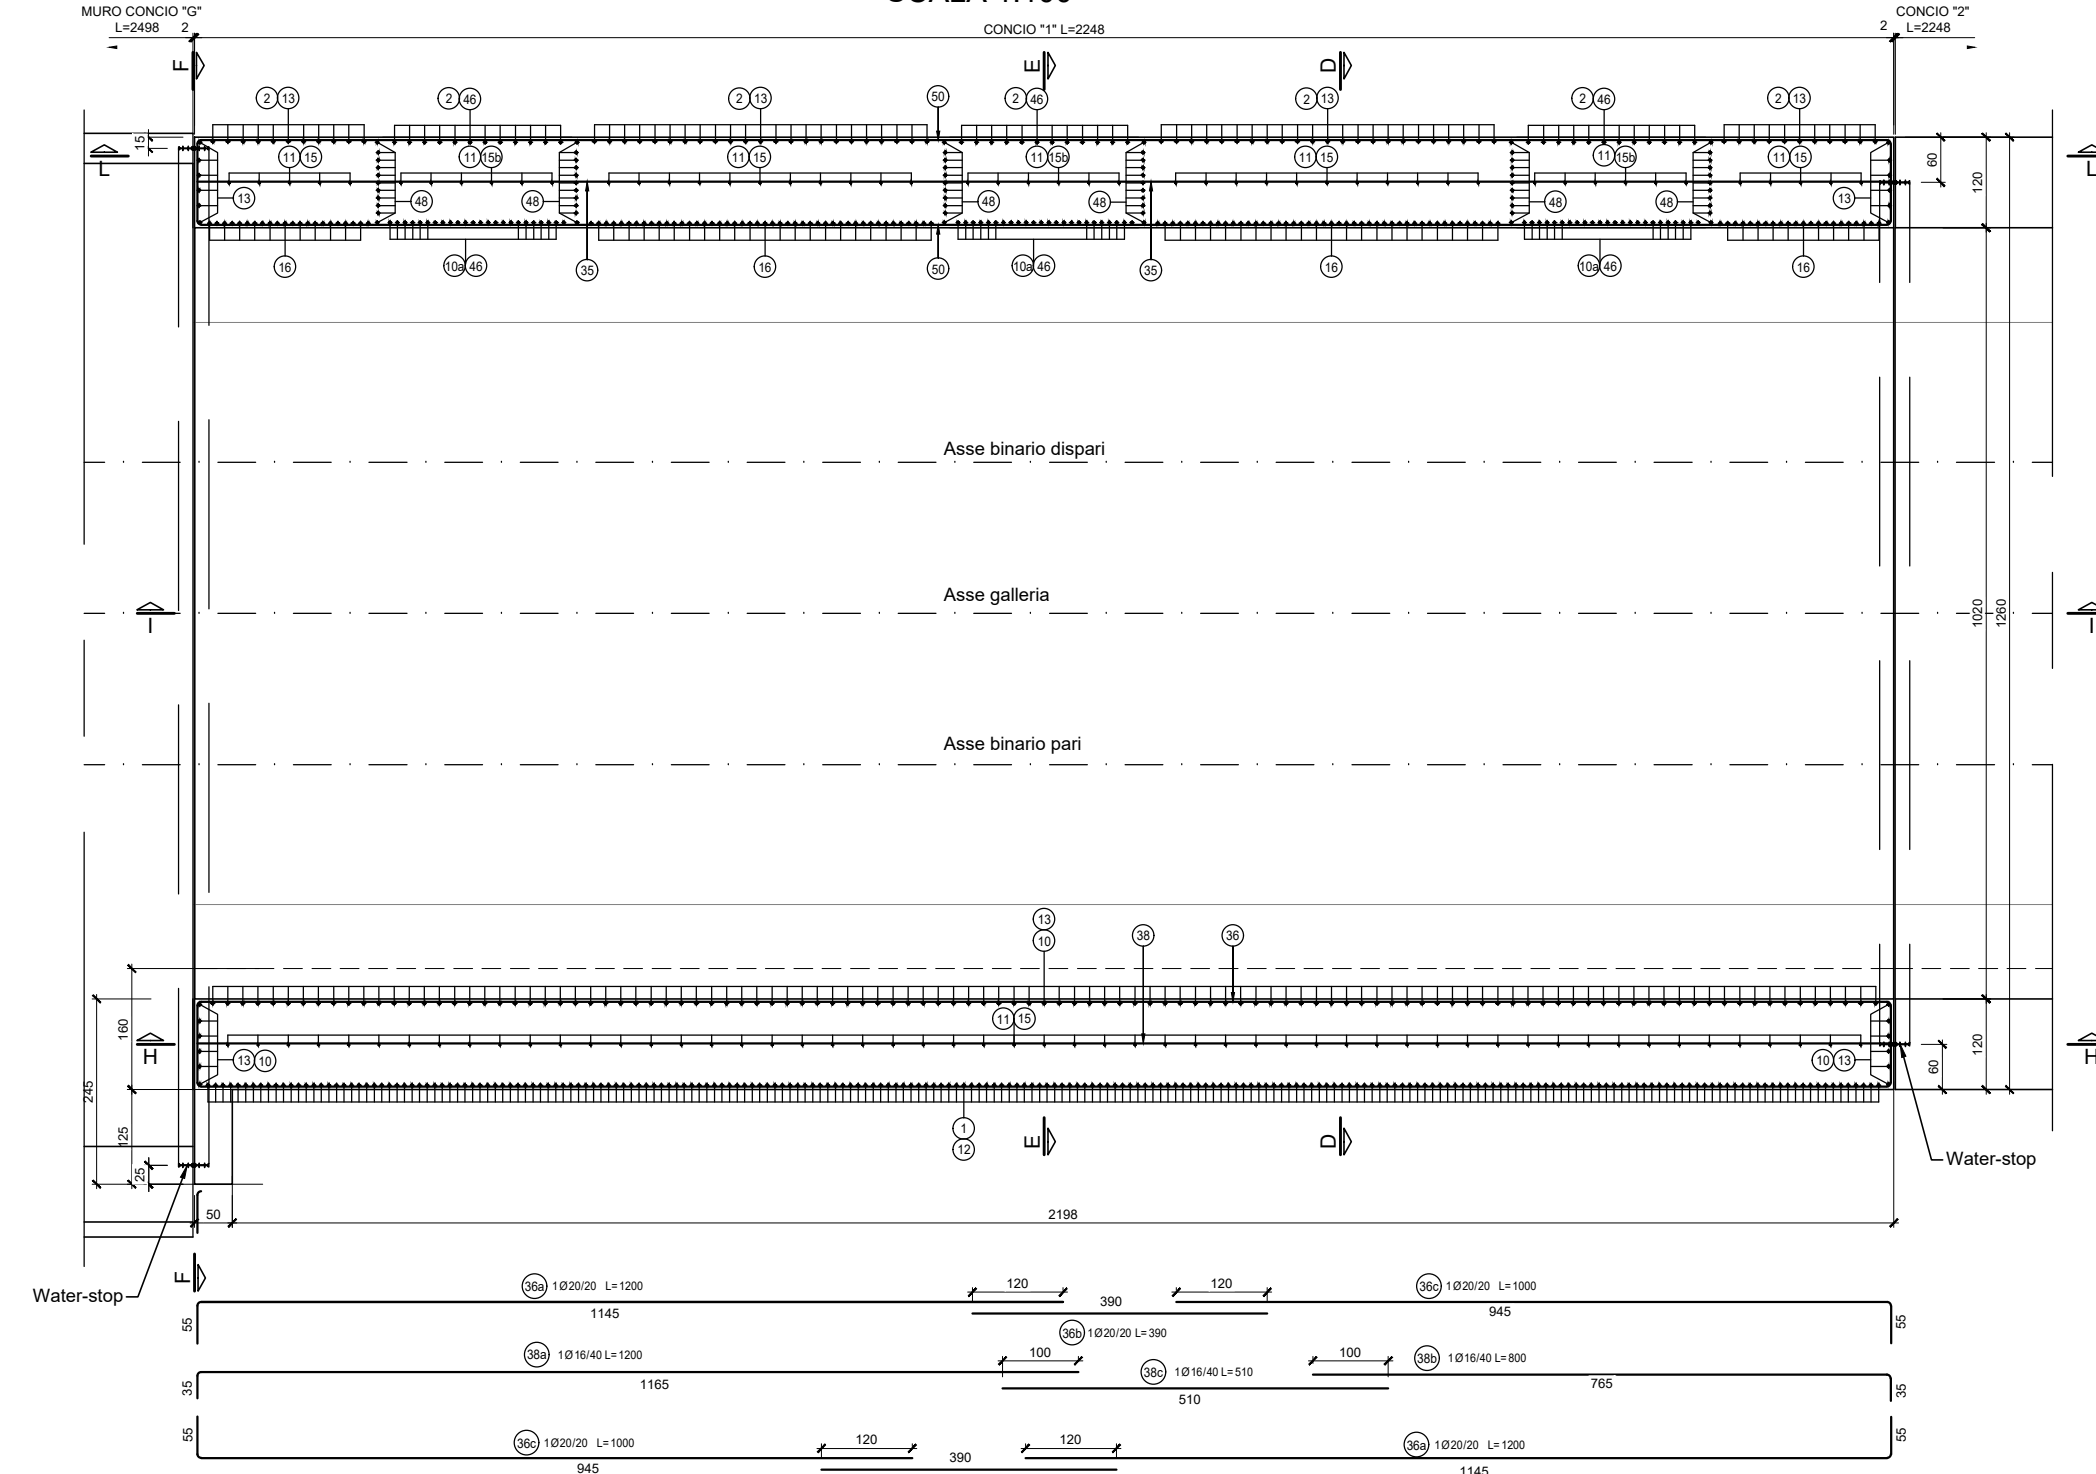 MURO CONCIO "G"
L=2498
2
CONCIO "1" L=2248
2
CONCIO "2"
L=2248
F
E
D
2 13
2 46
2 13
50
2 46
2 13
2 46
2 13
15
L
11 15
11 15b
11 15
11 15b
11 15
11 15b
11 15
60
120
L
13
48
48
48
48
48
48
13
16
10a 46
35
16
50
10a 46
35
16
10a 46
16
Asse binario dispari
Asse galleria
I
1020
1260
I
Asse binario pari
13
10
38
36
11 15
160
H
13 10
10 13
120
60
H
245
125
25
1
12
E
D
Water-stop
50
2198
F
Water-stop
36a 1Ø20/20 L=1200
120
120
36c 1Ø20/20 L=1000
1145
390
945
55
55
36b 1Ø20/20 L=390
38a 1Ø16/40 L=1200
100
100
38b 1Ø16/40 L=800
38c 1Ø16/40 L=510
1165
765
35
35
510
55
55
36c 1Ø20/20 L=1000
120
120
36a 1Ø20/20 L=1200
945
390
1145